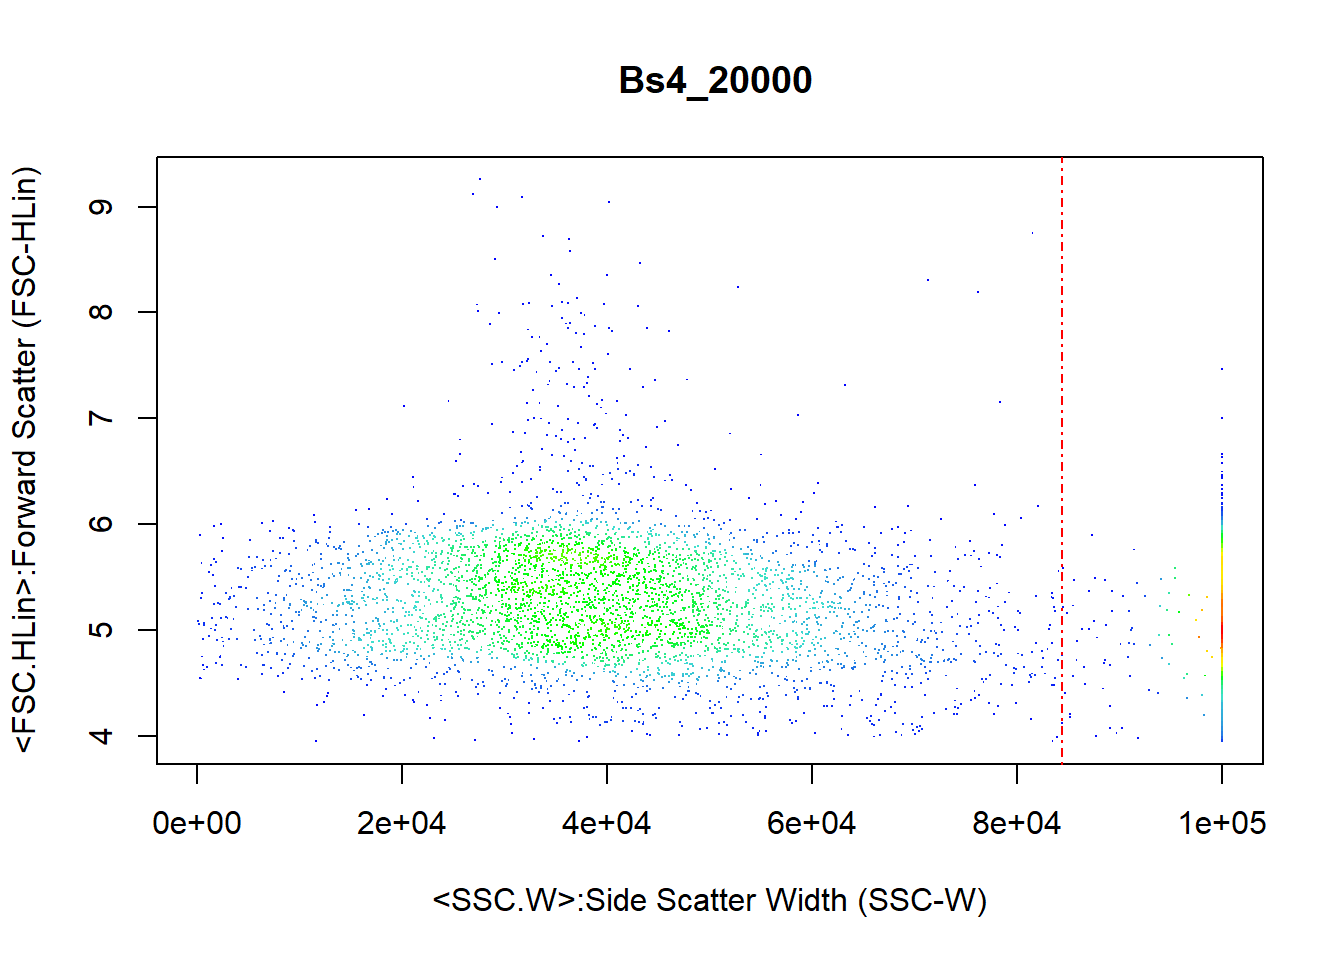 Bs4_20000
<FSC.HLin>:Forward Scatter (FSC-HLin)
9
8
7
6
5
4
0e+00 2e+04 4e+04 6e+04 8e+04 1e+05
<SSC.W>:Side Scatter Width (SSC-W)